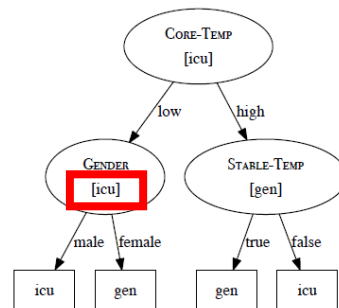 CORE-TEMP
[icu]
low high
GENDER STABLE-TEMP
[icu] [gen]
male female true false
icu gen gen icu